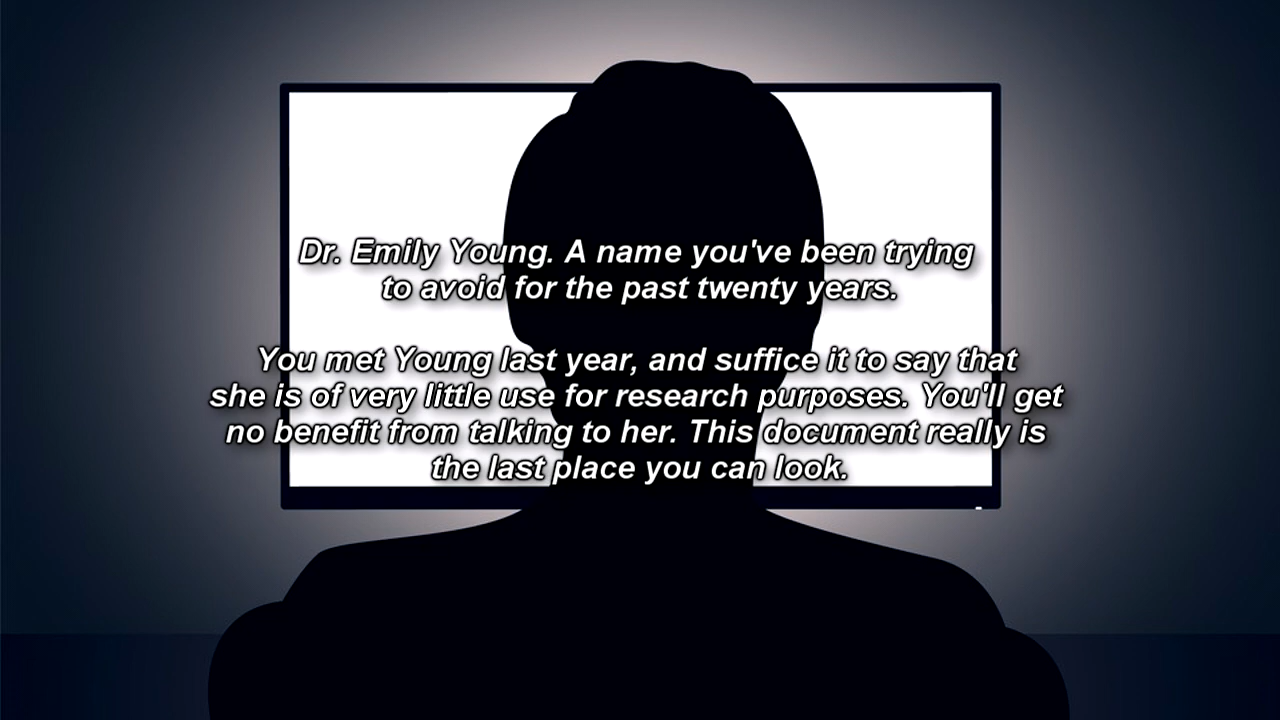 Dr. Emily Young. A name you've been trying
to avoid for the past twenty years.
You met Young last year, and suffice it to say that
she is of very little use for research purposes. You'll get
no benefit from talking to her. This document really is
the last place you can look.